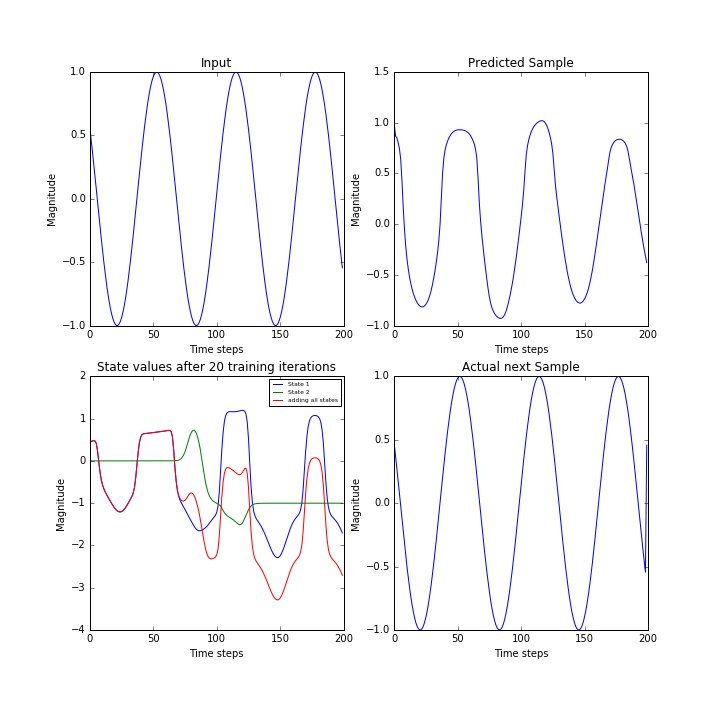 Input
1.0
0.5
0.0
−0.5
−1.0
Magnitude
0 50 100 150 200
Time steps
Predicted Sample
1.5
1.0
0.5
0.0
−0.5
−1.0
Magnitude
0 50 100 150 200
Time steps
State values after 20 training iterations
2
1
0
−1
−2
−3
−4
Magnitude
State 1
State 2
adding all states
0 50 100 150 200
Time steps
Actual next Sample
1.0
0.5
0.0
−0.5
−1.0
Magnitude
0 50 100 150 200
Time steps